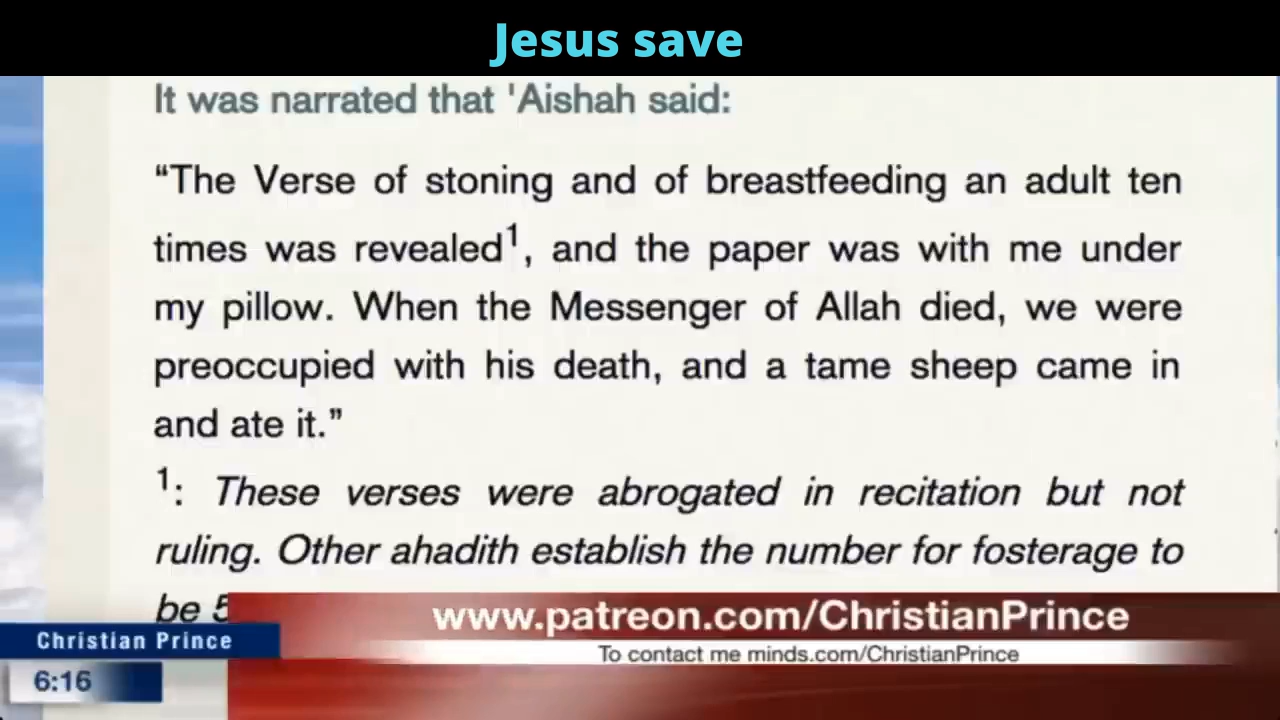 Jesus save
It was narrated that 'Aishah said:
“The Verse of stoning and of breastfeeding an adult ten
times was revealed¹, and the paper was with me under
my pillow. When the Messenger of Allah died, we were
preoccupied with his death, and a tame sheep came in
and ate it.”
¹: These verses were abrogated in recitation but not
ruling. Other ahadith establish the number for fosterage to
be 5
www.patreon.com/ChristianPrince
Christian Prince
To contact me minds.com/ChristianPrince
6:16